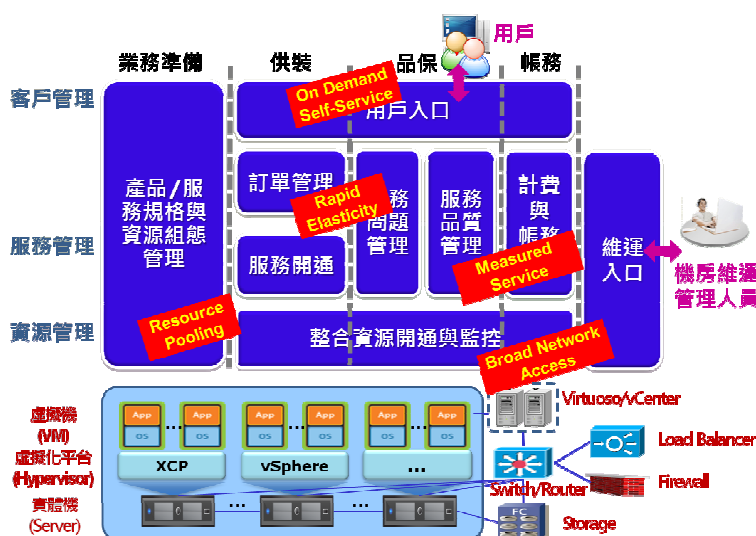 用戶
業務準備
供裝
品保
帳務
客戶管理
服務管理
資源管理
On Demand
Self-Service
用戶入口
產品/服
務規格與
資源組態
管理
訂單管理
Rapid
Elasticity
服務開通
務
問題
管理
服務
品質
管理
計費
與
帳務
Measured
Service
維運
入口
機房維運
管理人員
Resource
Pooling
整合資源開通與監控
Broad Network
Access
虛擬機
(VM)
虛擬化平台
(Hypervisor)
實體機
(Server)
App
App
App
App
App
App
OS
OS
OS
OS
OS
OS
...
...
...
XCP
vSphere
...
...
...
Virtuoso/vCenter
Load Balancer
Switch/Router
Firewall
FC
Storage